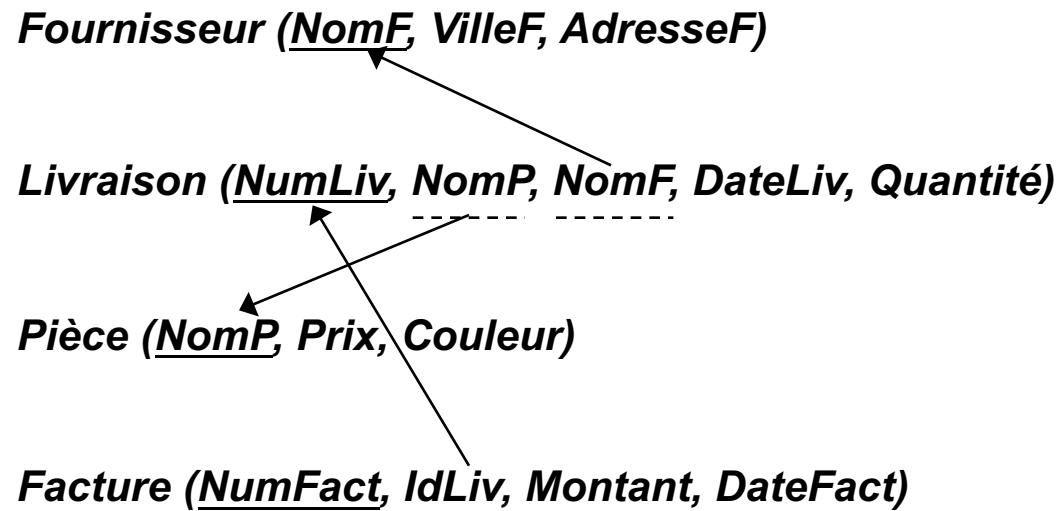 Fournisseur (NomF, VilleF, AdresseF)
Livraison (NumLiv, NomP, NomF, DateLiv, Quantité)
Pièce (NomP, Prix, Couleur)
Facture (NumFact, IdLiv, Montant, DateFact)